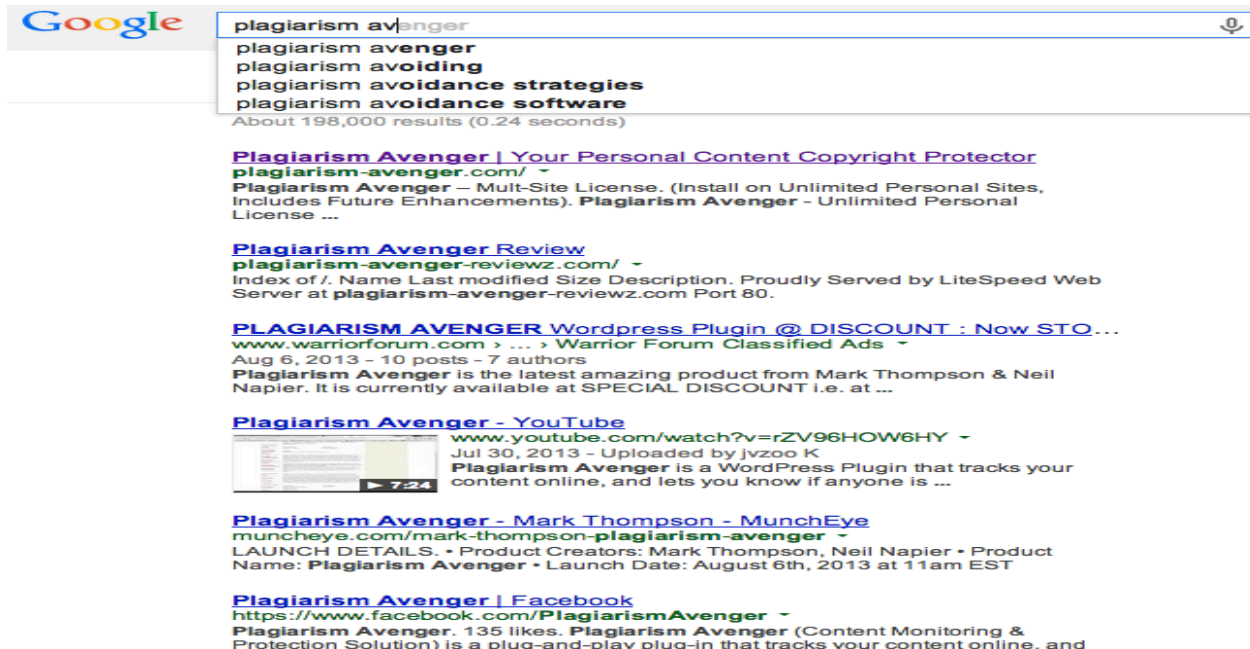 Google
plagiarism avenger
plagiarism avenger
plagiarism avoiding
plagiarism avoidance strategies
plagiarism avoidance software
About 198,000 results (0.24 seconds)
Plagiarism Avenger | Your Personal Content Copyright Protector
plagiarism-avenger.com/
Plagiarism Avenger – Mult-Site License. (Install on Unlimited Personal Sites,
Includes Future Enhancements). Plagiarism Avenger - Unlimited Personal
License ...
Plagiarism Avenger Review
plagiarism-avenger-reviewz.com/
Index of /. Name Last modified Size Description. Proudly Served by LiteSpeed Web
Server at plagiarism-avenger-reviewz.com Port 80.
PLAGIARISM AVENGER Wordpress Plugin @ DISCOUNT : Now STO...
www.warriorforum.com › ... › Warrior Forum Classified Ads
Aug 6, 2013 - 10 posts - 7 authors
Plagiarism Avenger is the latest amazing product from Mark Thompson & Neil
Napier. It is currently available at SPECIAL DISCOUNT i.e. at ...
Plagiarism Avenger - YouTube
www.youtube.com/watch?v=rZV96HOW6HY
Jul 30, 2013 - Uploaded by jvzoo K
Plagiarism Avenger is a WordPress Plugin that tracks your
content online, and lets you know if anyone is ...
7:24
Plagiarism Avenger - Mark Thompson - MunchEye
muncheye.com/mark-thompson-plagiarism-avenger
LAUNCH DETAILS. • Product Creators: Mark Thompson, Neil Napier • Product
Name: Plagiarism Avenger • Launch Date: August 6th, 2013 at 11am EST
Plagiarism Avenger | Facebook
https://www.facebook.com/PlagiarismAvenger
Plagiarism Avenger. 135 likes. Plagiarism Avenger (Content Monitoring &
Protection Solution) is a plug-and-play plug-in that tracks your content online, and